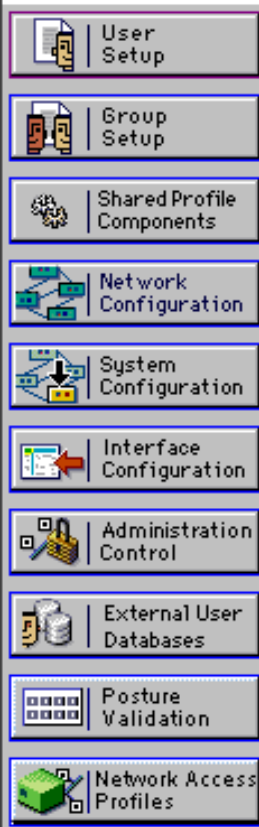 User
Setup
Group
Setup
Shared Profile
Components
Network
Configuration
System
Configuration
Interface
Configuration
Administration
Control
External User
Databases
Posture
Validation
Network Access
Profiles